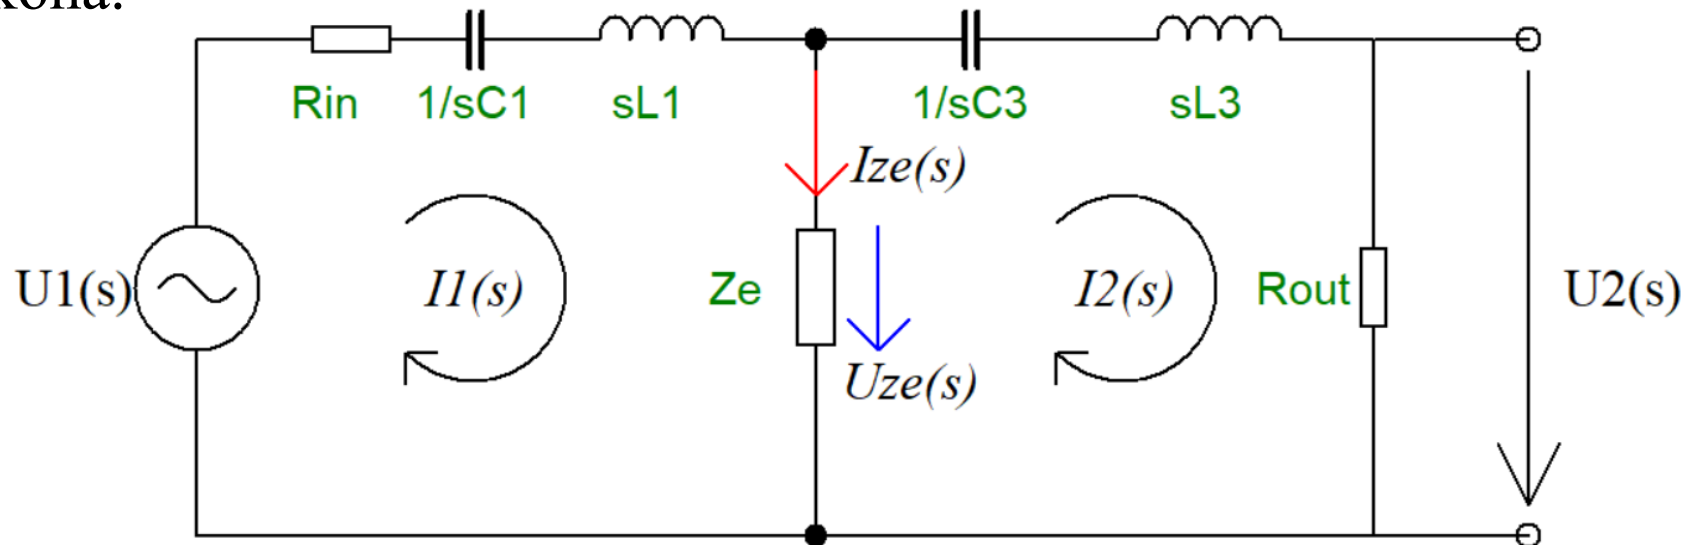 Rin 1/sC1 sL1 1/sC3 sL3
Ize(s)
U1(s) I1(s) Ze I2(s) Rout U2(s)
Uze(s)